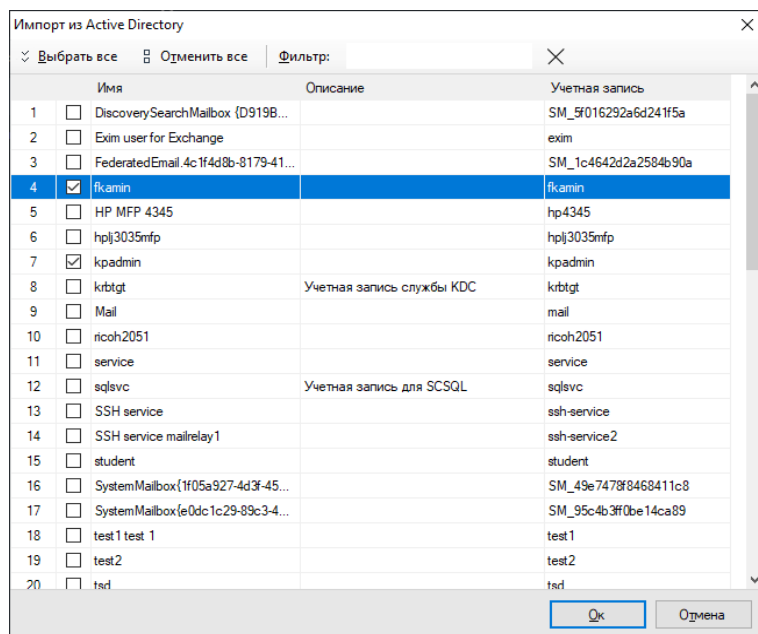 Импорт из Active Directory
Выбрать все Отменить все Фильтр:
Имя Описание Учетная запись
1 DiscoverySearchMailbox {D919B... SM_5f016292a6d241f5a
2 Exim user for Exchange exim
3 FederatedEmail.4c1f4d8b-8179-41... SM_1c4642d2a2584b90a
4 fkamin fkamin
5 HP MFP 4345 hp4345
6 hplj3035mfp hplj3035mfp
7 kpadmin kpadmin
8 krbtgt Учетная запись службы KDC krbtgt
9 Mail mail
10 ricoh2051 ricoh2051
11 service service
12 sqlsvc Учетная запись для SCSQL sqlsvc
13 SSH service ssh-service
14 SSH service mailrelay1 ssh-service2
15 student student
16 SystemMailbox{1f05a927-4d3f-45... SM_49e7478f8468411c8
17 SystemMailbox{e0dc1c29-89c3-4... SM_95c4b3ff0be14ca89
18 test1 test 1 test1
19 test2 test2
20 tsd tsd
Ок Отмена